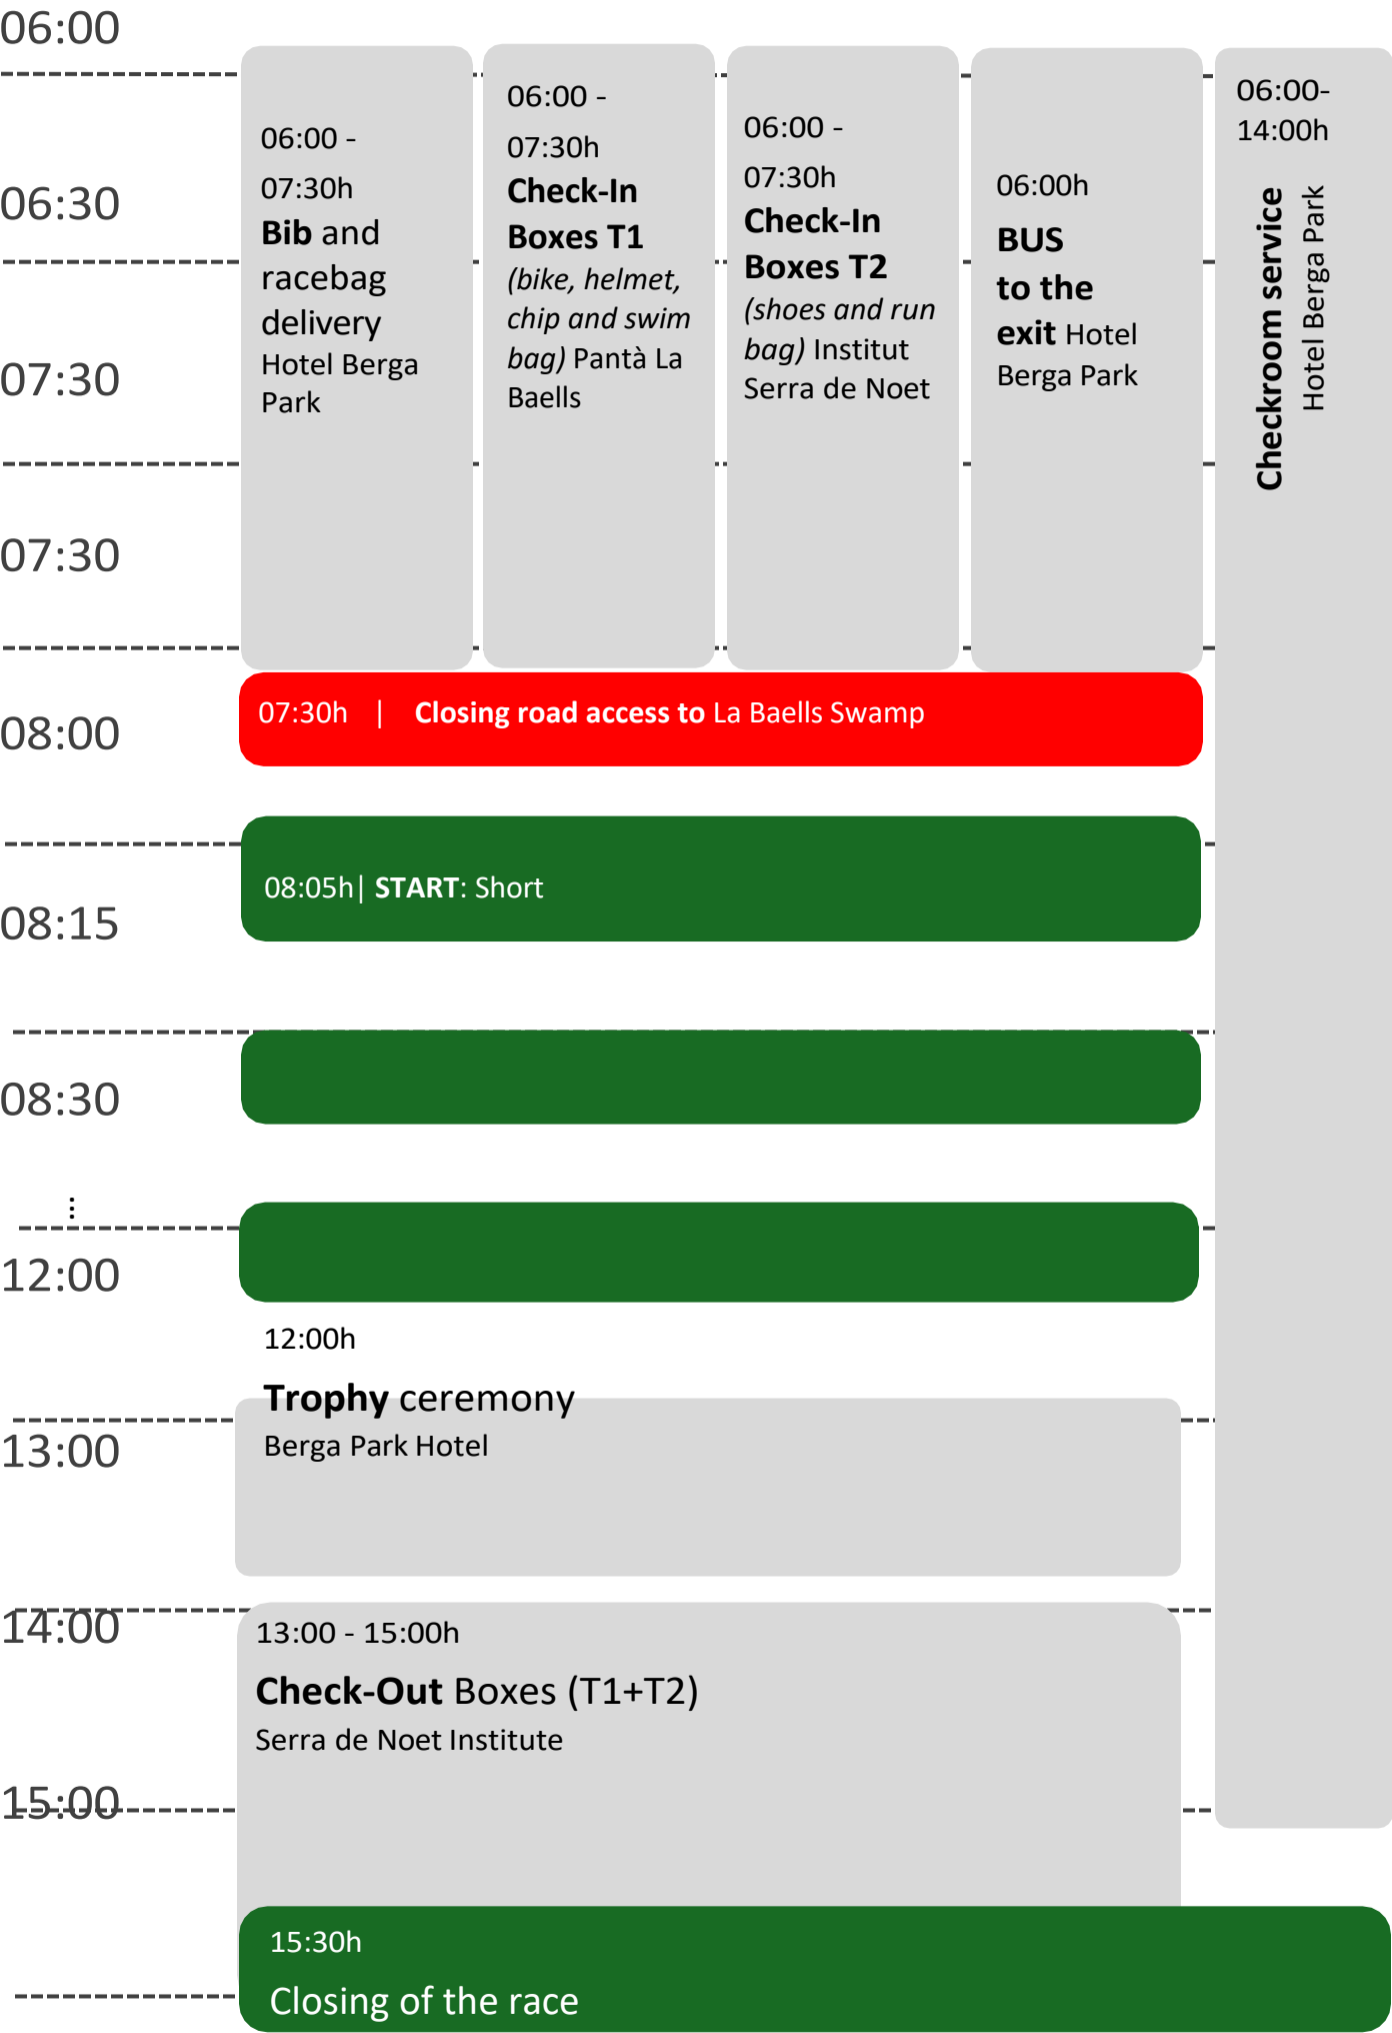 06:00
06:30
07:30
07:30
08:00
08:15
08:30
...
12:00
13:00
14:00
15:00
06:00 -
07:30h
Bib and
racebag
delivery
Hotel Berga
Park
06:00 -
07:30h
Check-In
Boxes T1
(bike, helmet,
chip and swim
bag) Pantà La
Baells
06:00 -
07:30h
Check-In
Boxes T2
(shoes and run
bag) Institut
Serra de Noet
06:00h
BUS
to the
exit Hotel
Berga Park
06:00-
14:00h
Checkroom service
Hotel Berga Park
07:30h | Closing road access to La Baells Swamp
08:05h| START: Short
12:00h
Trophy ceremony
Berga Park Hotel
13:00 - 15:00h
Check-Out Boxes (T1+T2)
Serra de Noet Institute
15:30h
Closing of the race